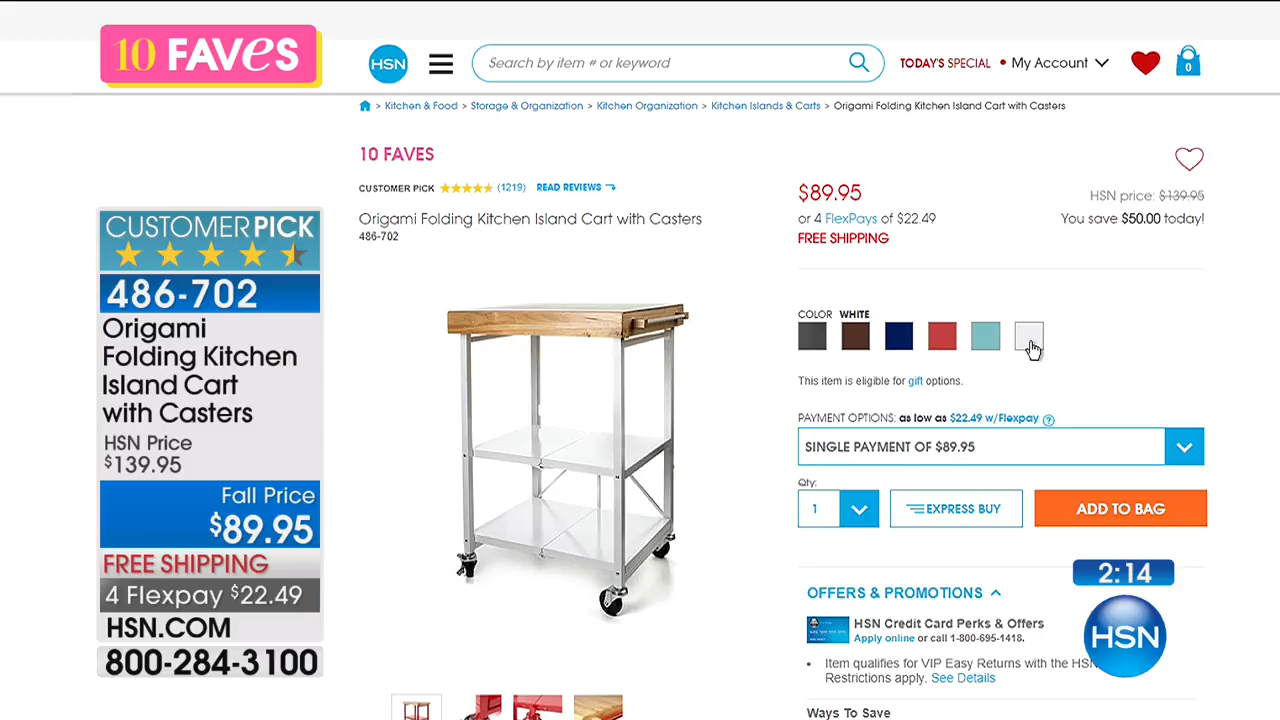 10 FAVES
HSN
Search by item # or keyword
TODAY'S SPECIAL • My Account
0
> Kitchen & Food > Storage & Organization > Kitchen Organization > Kitchen Islands & Carts > Origami Folding Kitchen Island Cart with Casters
10 FAVES
CUSTOMER PICK (1219) READ REVIEWS
Origami Folding Kitchen Island Cart with Casters
486-702
$89.95
HSN price: $139.95
or 4 FlexPays of $22.49
You save $50.00 today!
FREE SHIPPING
COLOR WHITE
This item is eligible for gift options.
PAYMENT OPTIONS: as low as $22.49 w/Flexpay ?
SINGLE PAYMENT OF $89.95
Qty:
1
EXPRESS BUY
ADD TO BAG
OFFERS & PROMOTIONS
HSN Credit Card Perks & Offers
Apply online or call 1-800-695-1418.
• Item qualifies for VIP Easy Returns with the HSN
Restrictions apply. See Details
Ways To Save
CUSTOMER PICK
486-702
Origami
Folding Kitchen
Island Cart
with Casters
HSN Price
$139.95
Fall Price
$89.95
FREE SHIPPING
4 Flexpay $22.49
HSN.COM
800-284-3100
2:14
HSN